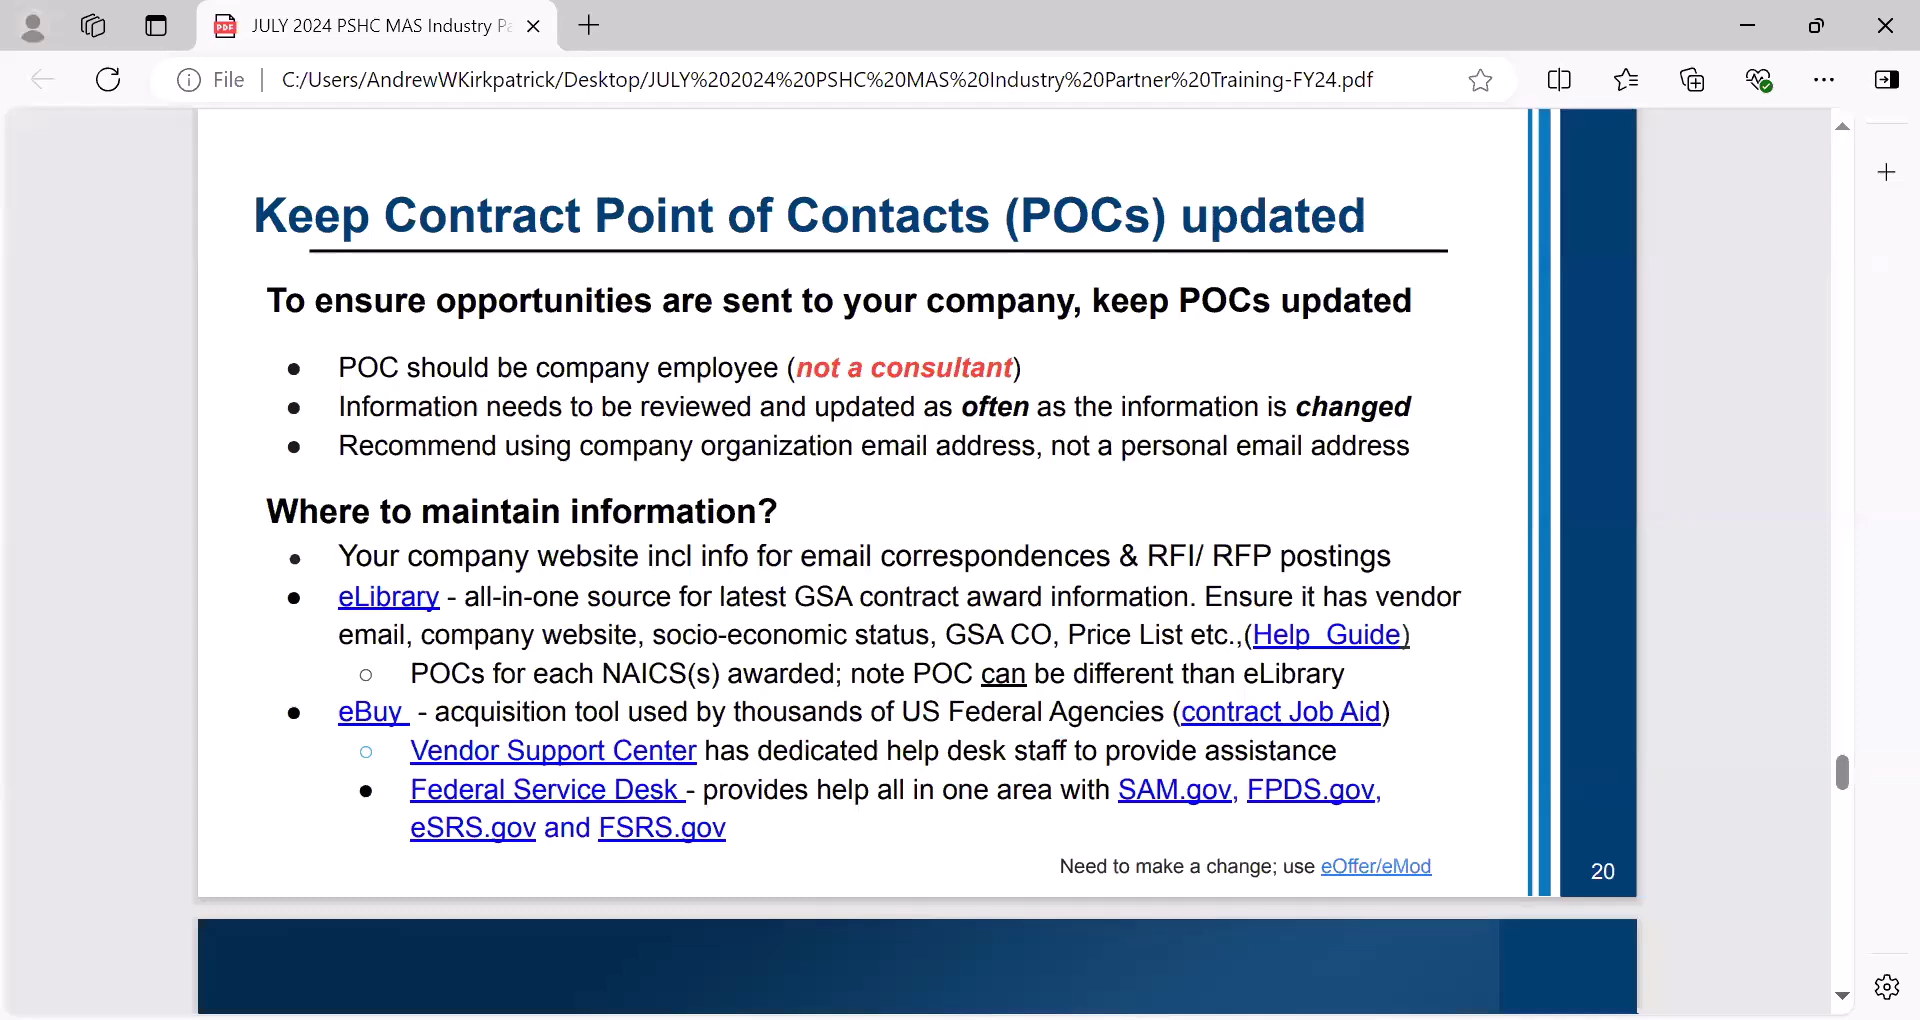 JULY 2024 PSHC MAS Industry Pa
File
C:/Users/AndrewWKirkpatrick/Desktop/JULY%202024%20PSHC%20MAS%20Industry%20Partner%20Training-FY24.pdf
Keep Contract Point of Contacts (POCs) updated
To ensure opportunities are sent to your company, keep POCs updated
● POC should be company employee (not a consultant)
● Information needs to be reviewed and updated as often as the information is changed
● Recommend using company organization email address, not a personal email address
Where to maintain information?
● Your company website incl info for email correspondences & RFI/ RFP postings
● eLibrary - all-in-one source for latest GSA contract award information. Ensure it has vendor
email, company website, socio-economic status, GSA CO, Price List etc.,(Help Guide)
○ POCs for each NAICS(s) awarded; note POC can be different than eLibrary
● eBuy - acquisition tool used by thousands of US Federal Agencies (contract Job Aid)
○ Vendor Support Center has dedicated help desk staff to provide assistance
● Federal Service Desk - provides help all in one area with SAM.gov, FPDS.gov,
eSRS.gov and FSRS.gov
Need to make a change; use eOffer/eMod
20